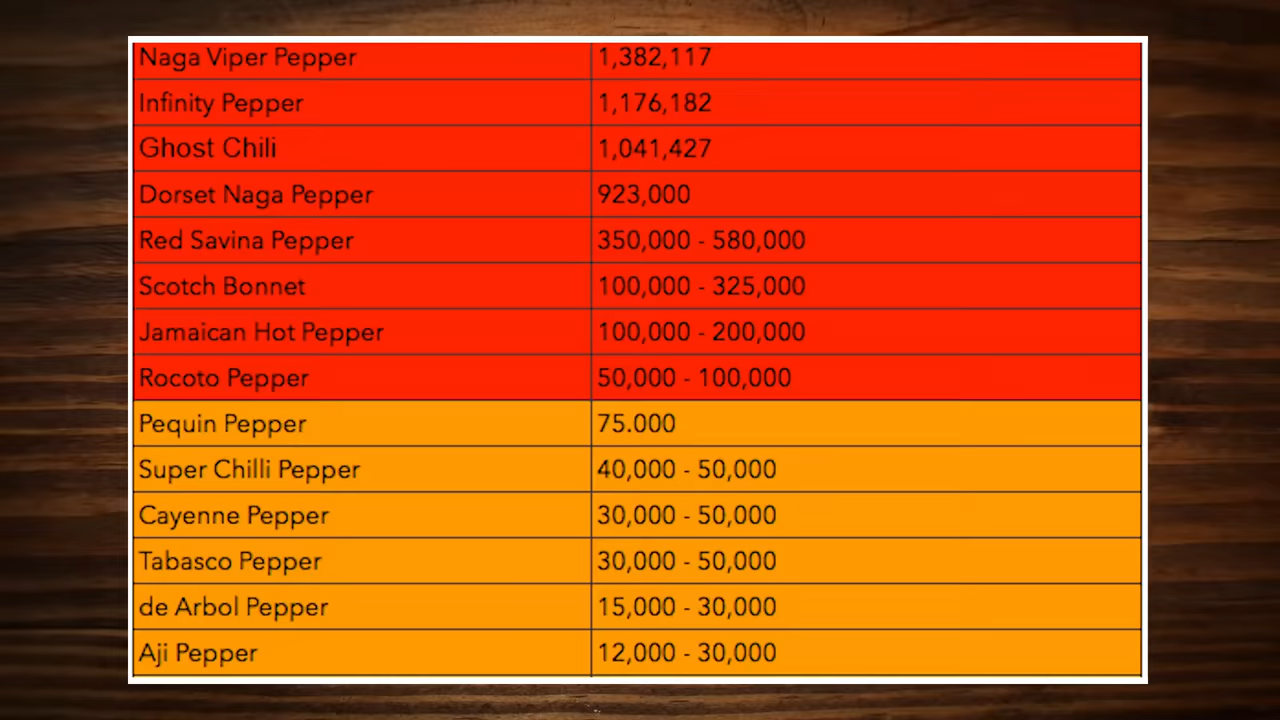 Naga Viper Pepper 1,382,117
Infinity Pepper 1,176,182
Ghost Chili 1,041,427
Dorset Naga Pepper 923,000
Red Savina Pepper 350,000 - 580,000
Scotch Bonnet 100,000 - 325,000
Jamaican Hot Pepper 100,000 - 200,000
Rocoto Pepper 50,000 - 100,000
Pequin Pepper 75.000
Super Chilli Pepper 40,000 - 50,000
Cayenne Pepper 30,000 - 50,000
Tabasco Pepper 30,000 - 50,000
de Arbol Pepper 15,000 - 30,000
Aji Pepper 12,000 - 30,000